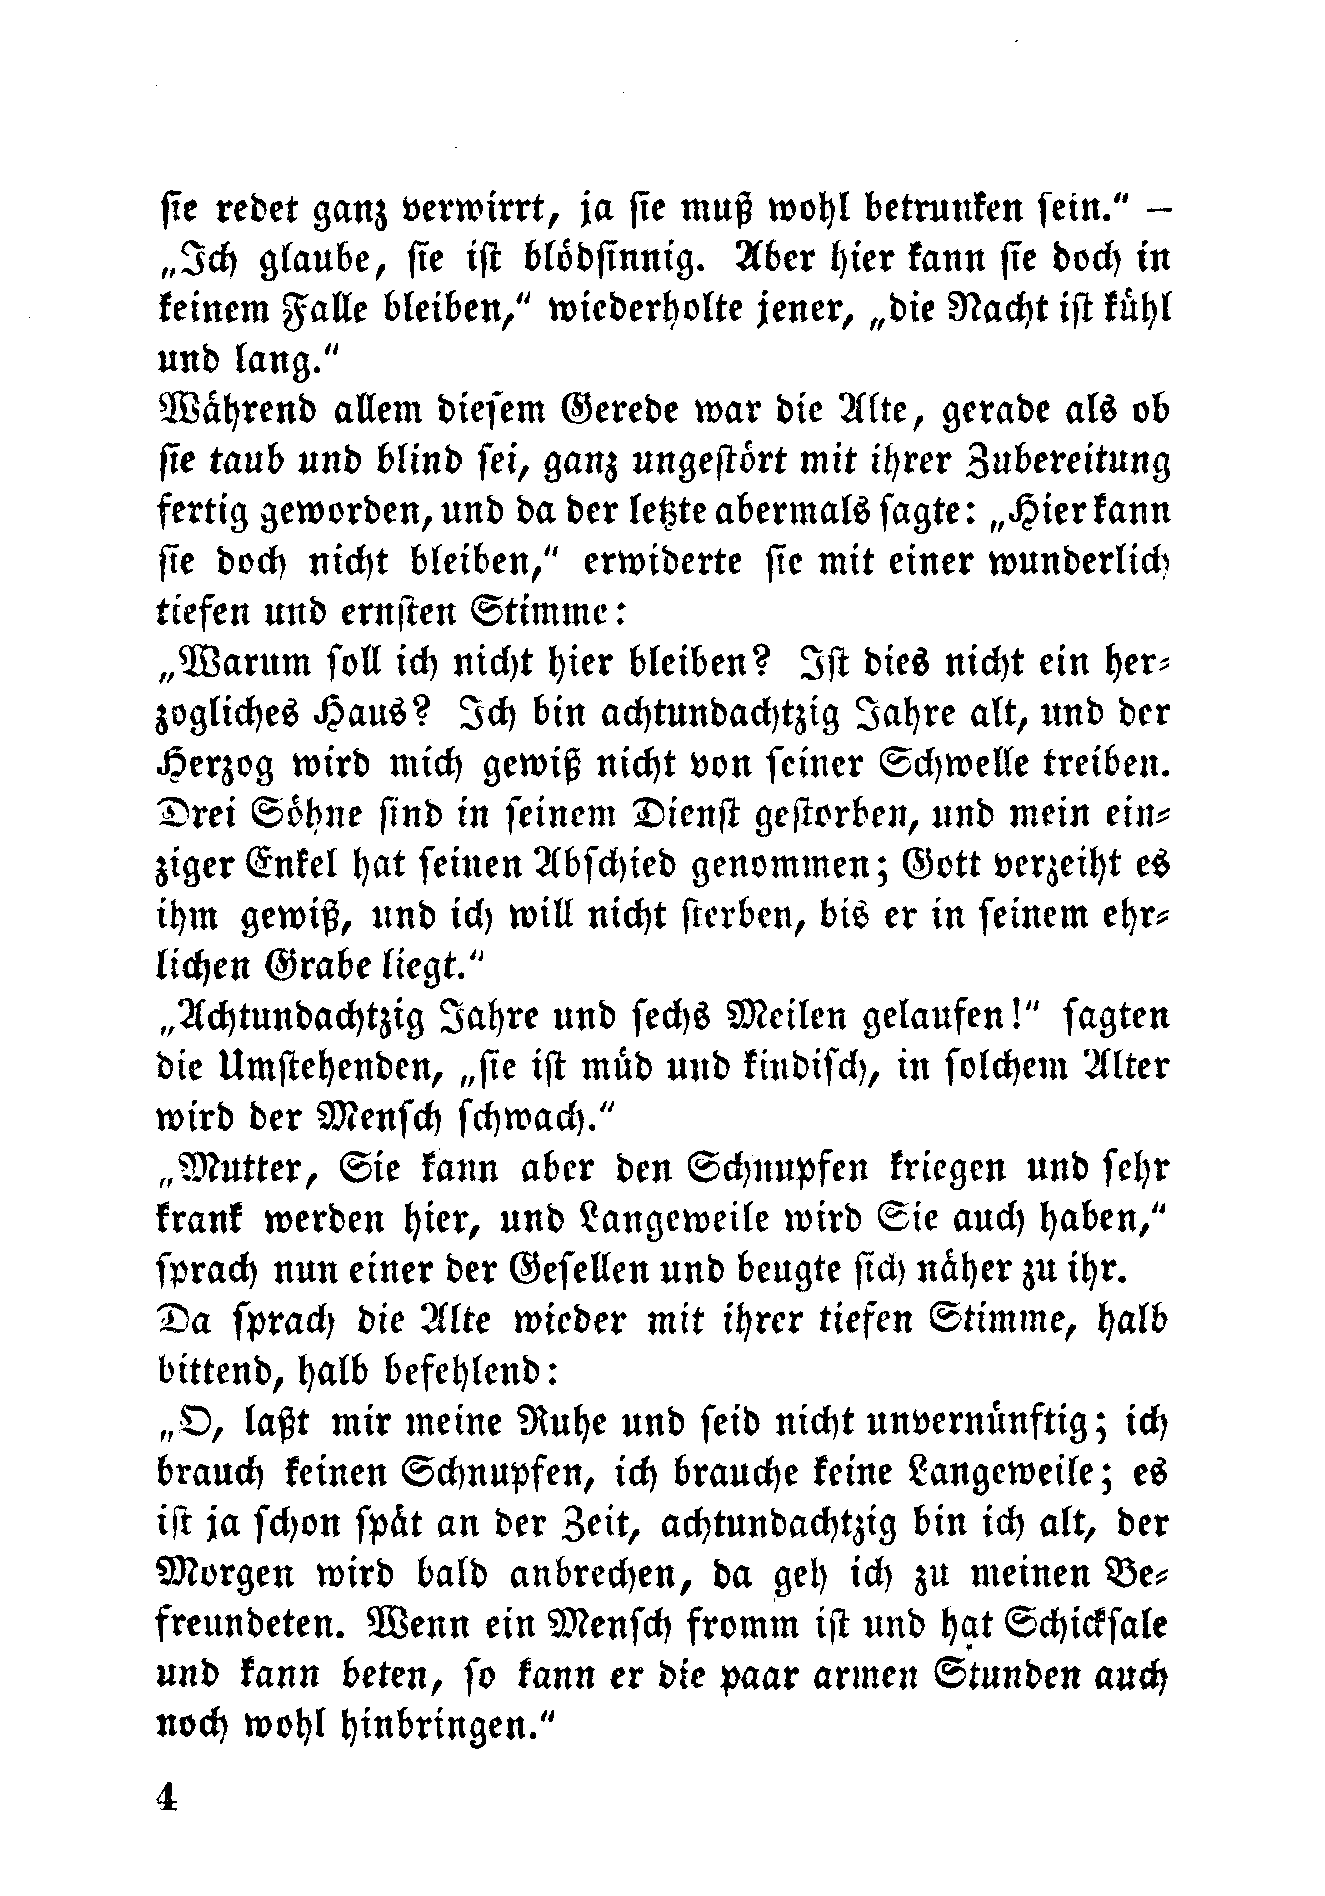 sie redet ganz verwirrt, ja sie muß wohl betrunken sein.“ –
„Ich glaube, sie ist blödsinnig. Aber hier kann sie doch in
keinem Falle bleiben,“ wiederholte jener, „die Nacht ist kühl
und lang.“
Während allem diesem Gerede war die Alte, gerade als ob
sie taub und blind sei, ganz ungestört mit ihrer Zubereitung
fertig geworden, und da der letzte abermals sagte: „Hier kann
sie doch nicht bleiben,“ erwiderte sie mit einer wunderlich
tiefen und ernsten Stimme:
„Warum soll ich nicht hier bleiben? Ist dies nicht ein her-
zogliches Haus? Ich bin achtundachtzig Jahre alt, und der
Herzog wird mich gewiß nicht von seiner Schwelle treiben.
Drei Söhne sind in seinem Dienst gestorben, und mein ein-
ziger Enkel hat seinen Abschied genommen; Gott verzeiht es
ihm gewiß, und ich will nicht sterben, bis er in seinem ehr-
lichen Grabe liegt.“
„Achtundachtzig Jahre und sechs Meilen gelaufen!“ sagten
die Umstehenden, „sie ist müd und kindisch, in solchem Alter
wird der Mensch schwach.“
„Mutter, Sie kann aber den Schnupfen kriegen und sehr
krank werden hier, und Langeweile wird Sie auch haben,“
sprach nun einer der Gesellen und beugte sich näher zu ihr.
Da sprach die Alte wieder mit ihrer tiefen Stimme, halb
bittend, halb befehlend:
„O, laßt mir meine Ruhe und seid nicht unvernünftig; ich
brauch keinen Schnupfen, ich brauche keine Langeweile; es
ist ja schon spät an der Zeit, achtundachtzig bin ich alt, der
Morgen wird bald anbrechen, da geh ich zu meinen Be-
freundeten. Wenn ein Mensch fromm ist und hat Schicksale
und kann beten, so kann er die paar armen Stunden auch
noch wohl hinbringen.“
4